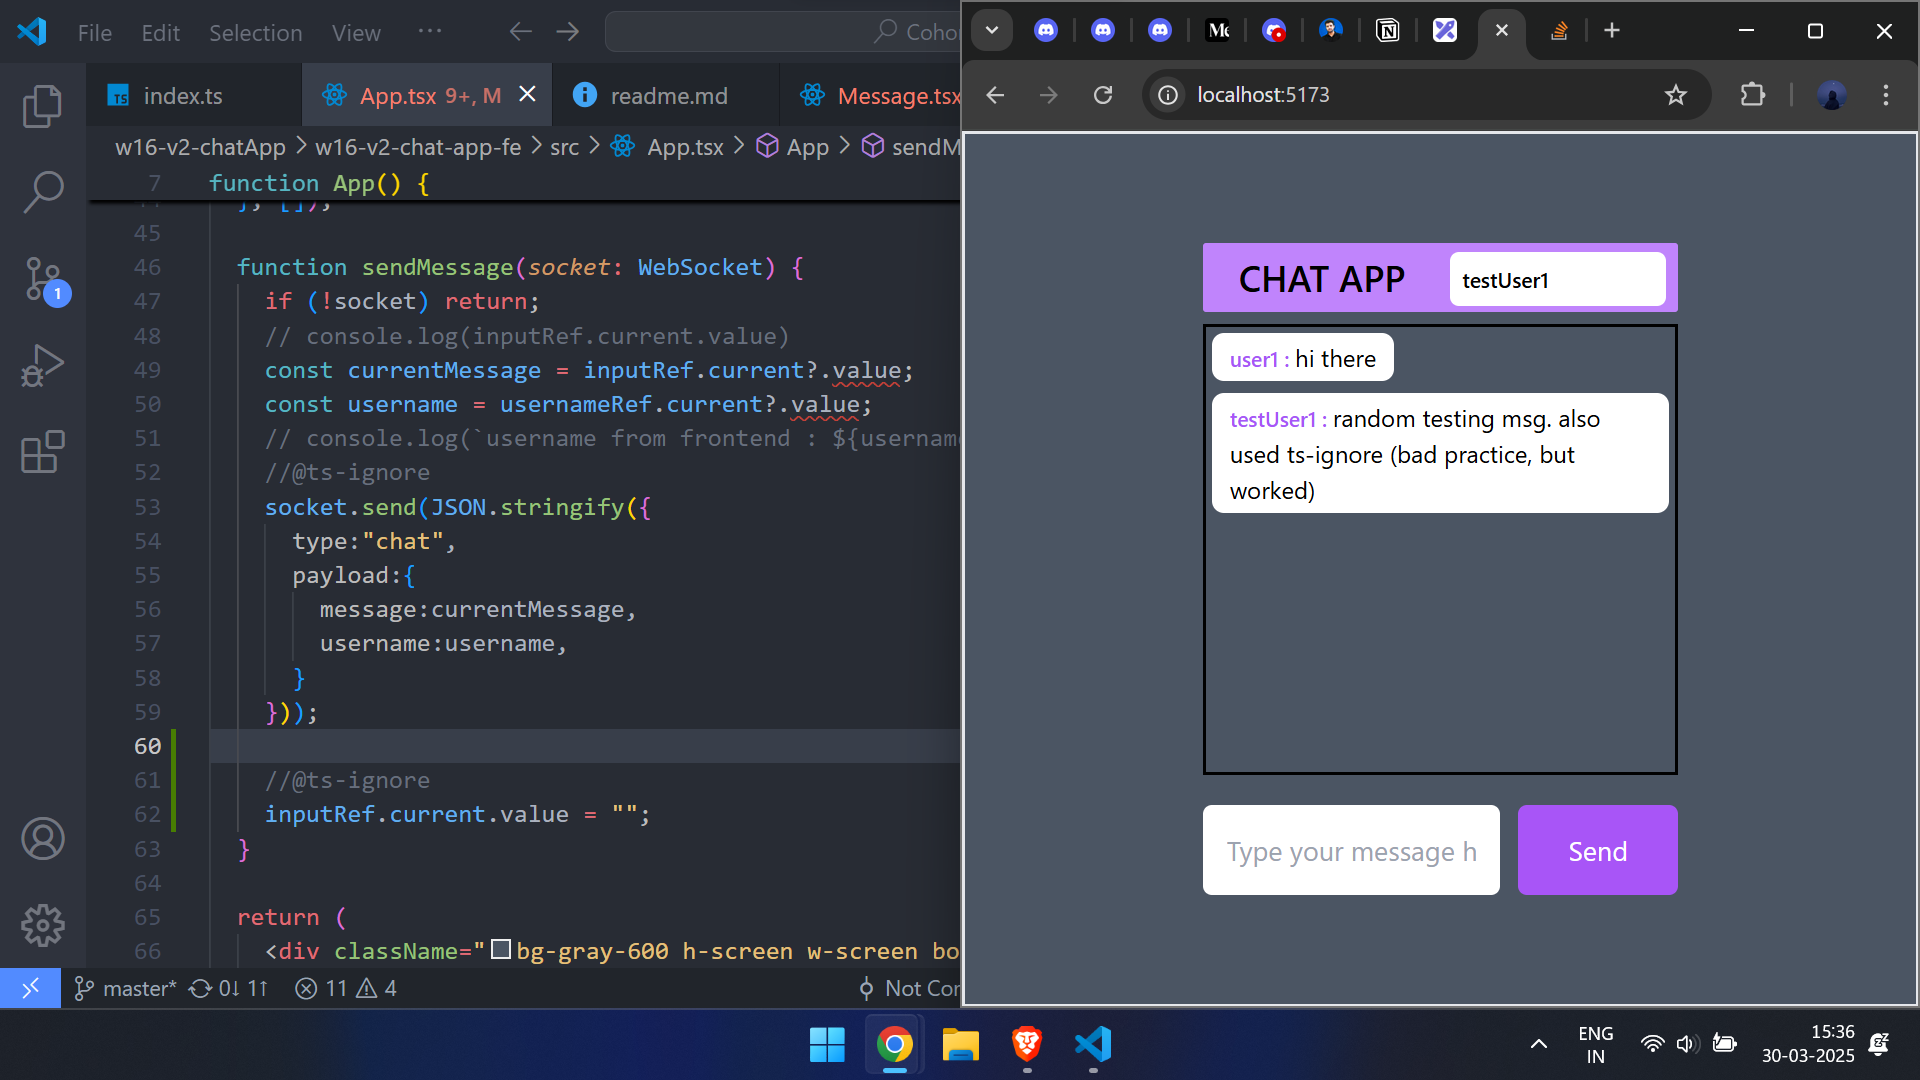 File Edit Selection View ··· Coho
TS index.ts App.tsx 9+, M readme.md Message.tsx
w16-v2-chatApp > w16-v2-chat-app-fe > src > App.tsx > App > sendM
7 function App() {
}, []);
45
46 function sendMessage(socket: WebSocket) {
47 if (!socket) return;
48 // console.log(inputRef.current.value)
49 const currentMessage = inputRef.current?.value;
50 const username = usernameRef.current?.value;
51 // console.log(`username from frontend : ${usernam
52 //@ts-ignore
53 socket.send(JSON.stringify({
54 type:"chat",
55 payload:{
56 message:currentMessage,
57 username:username,
58 }
59 }));
60
61 //@ts-ignore
62 inputRef.current.value = "";
63 }
64
65 return (
66 <div className="bg-gray-600 h-screen w-screen bo
1
master* 0↓ 1↑ 11 4 Not Con
localhost:5173
CHAT APP testUser1
user1 : hi there
testUser1 : random testing msg. also
used ts-ignore (bad practice, but
worked)
Type your message h Send
ENG
IN
15:36
30-03-2025